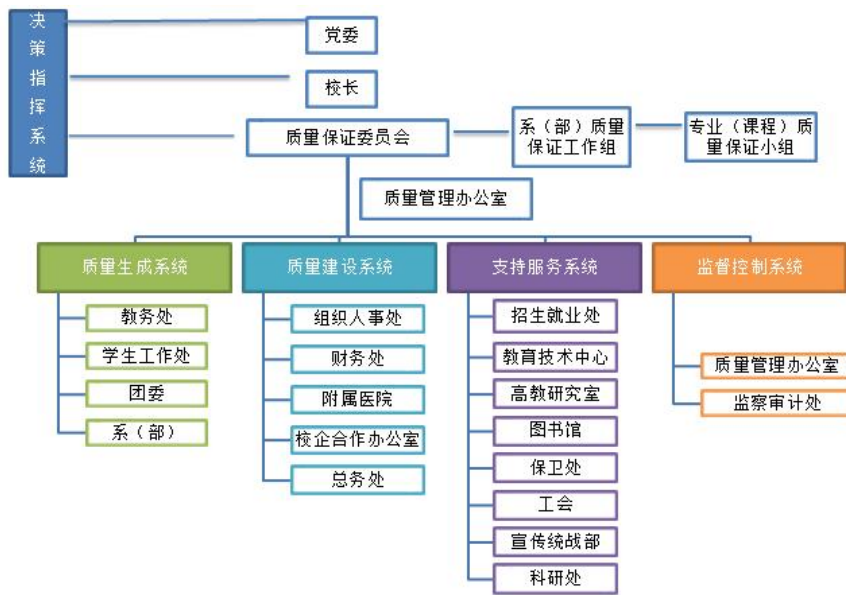 决策指挥系统
党委
校长
质量保证委员会
系（部）质量
保证工作组
专业（课程）质
量保证小组
质量管理办公室
质量生成系统
质量建设系统
支持服务系统
监督控制系统
教务处
学生工作处
团委
系（部）
组织人事处
财务处
附属医院
校企合作办公室
总务处
招生就业处
教育技术中心
高教研究室
图书馆
保卫处
工会
宣传统战部
科研处
质量管理办公室
监察审计处